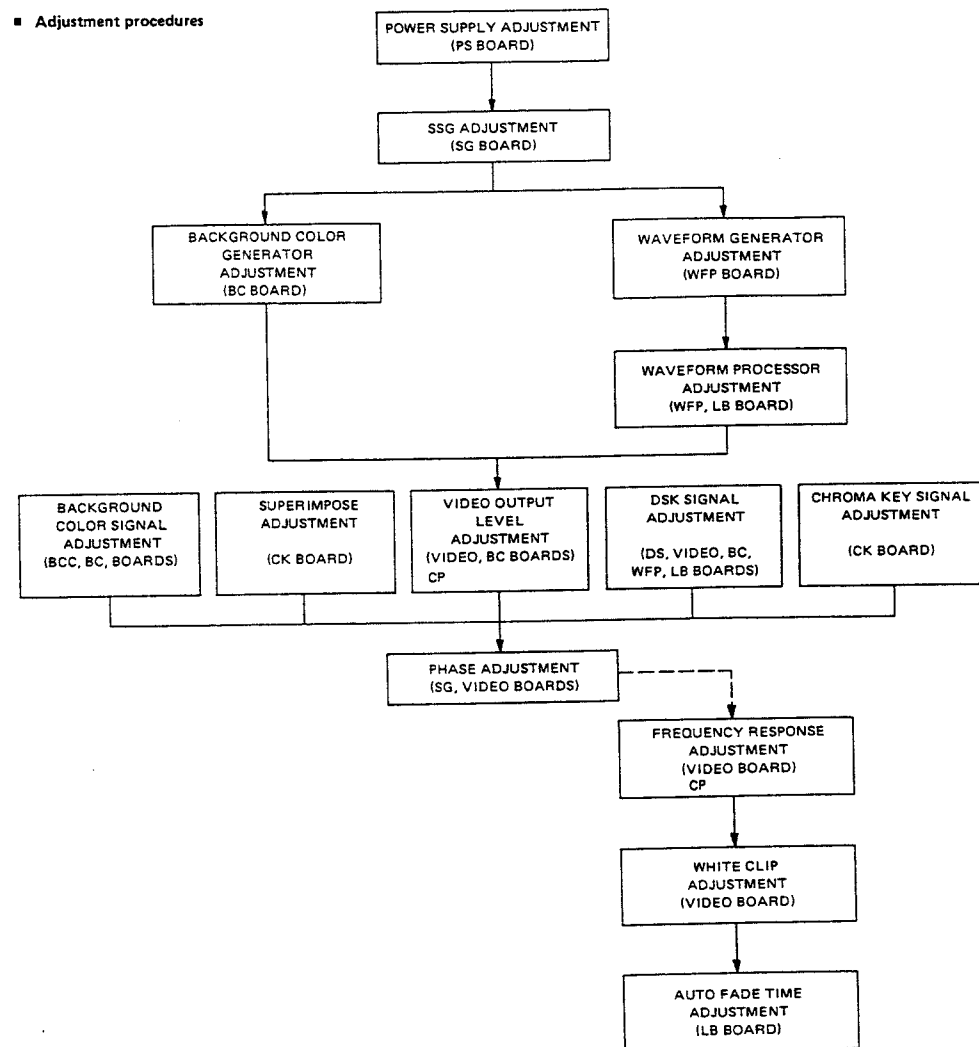 ■ Adjustment procedures
POWER SUPPLY ADJUSTMENT
(PS BOARD)
SSG ADJUSTMENT
(SG BOARD)
BACKGROUND COLOR
GENERATOR
ADJUSTMENT
(BC BOARD)
WAVEFORM GENERATOR
ADJUSTMENT
(WFP BOARD)
WAVEFORM PROCESSOR
ADJUSTMENT
(WFP, LB BOARD)
BACKGROUND
COLOR SIGNAL
ADJUSTMENT
(BCC, BC, BOARDS)
SUPERIMPOSE
ADJUSTMENT
(CK BOARD)
VIDEO OUTPUT
LEVEL
ADJUSTMENT
(VIDEO, BC BOARDS)
CP
DSK SIGNAL
ADJUSTMENT
(DS, VIDEO, BC,
WFP, LB BOARDS)
CHROMA KEY SIGNAL
ADJUSTMENT
(CK BOARD)
PHASE ADJUSTMENT
(SG, VIDEO BOARDS)
FREQUENCY RESPONSE
ADJUSTMENT
(VIDEO BOARD)
CP
WHITE CLIP
ADJUSTMENT
(VIDEO BOARD)
AUTO FADE TIME
ADJUSTMENT
(LB BOARD)